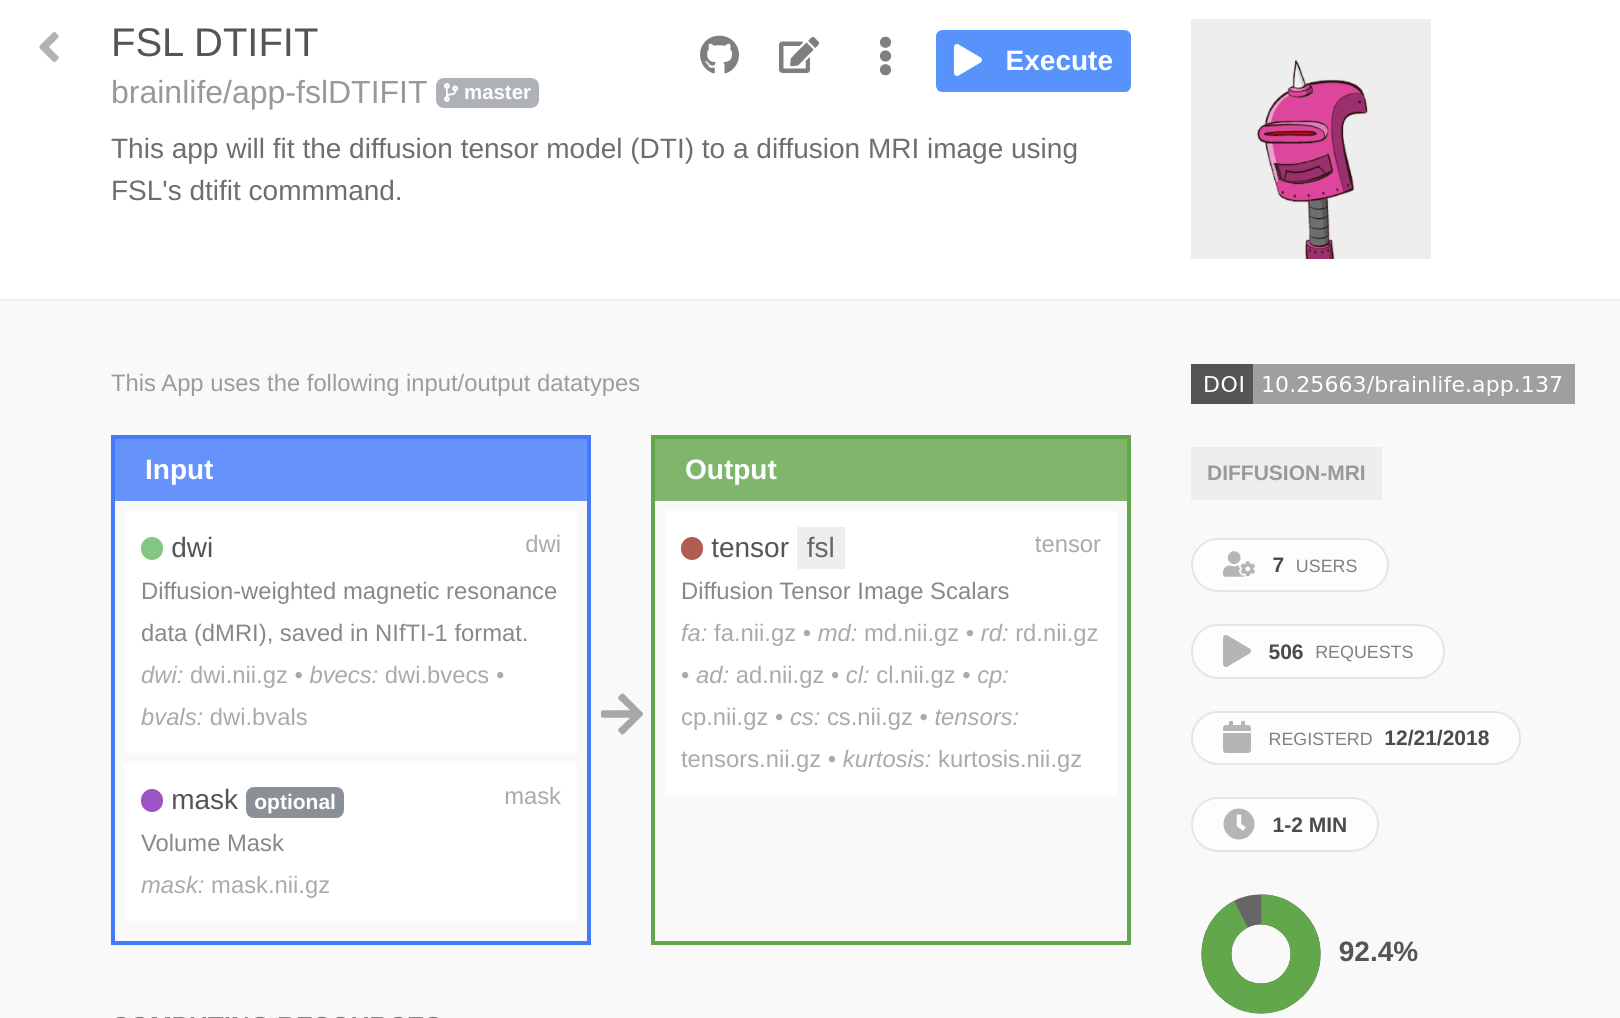 FSL DTIFIT
brainlife/app-fslDTIFIT master
Execute
This app will fit the diffusion tensor model (DTI) to a diffusion MRI image using
FSL's dtifit commmand.
This App uses the following input/output datatypes
Input
dwi dwi
Diffusion-weighted magnetic resonance
data (dMRI), saved in NIfTI-1 format.
dwi: dwi.nii.gz • bvecs: dwi.bvecs •
bvals: dwi.bvals
mask optional mask
Volume Mask
mask: mask.nii.gz
Output
tensor fsl tensor
Diffusion Tensor Image Scalars
fa: fa.nii.gz • md: md.nii.gz • rd: rd.nii.gz
• ad: ad.nii.gz • cl: cl.nii.gz • cp:
cp.nii.gz • cs: cs.nii.gz • tensors:
tensors.nii.gz • kurtosis: kurtosis.nii.gz
DOI 10.25663/brainlife.app.137
DIFFUSION-MRI
7 USERS
506 REQUESTS
REGISTERD 12/21/2018
1-2 MIN
92.4%
COMPUTING RESOURCES